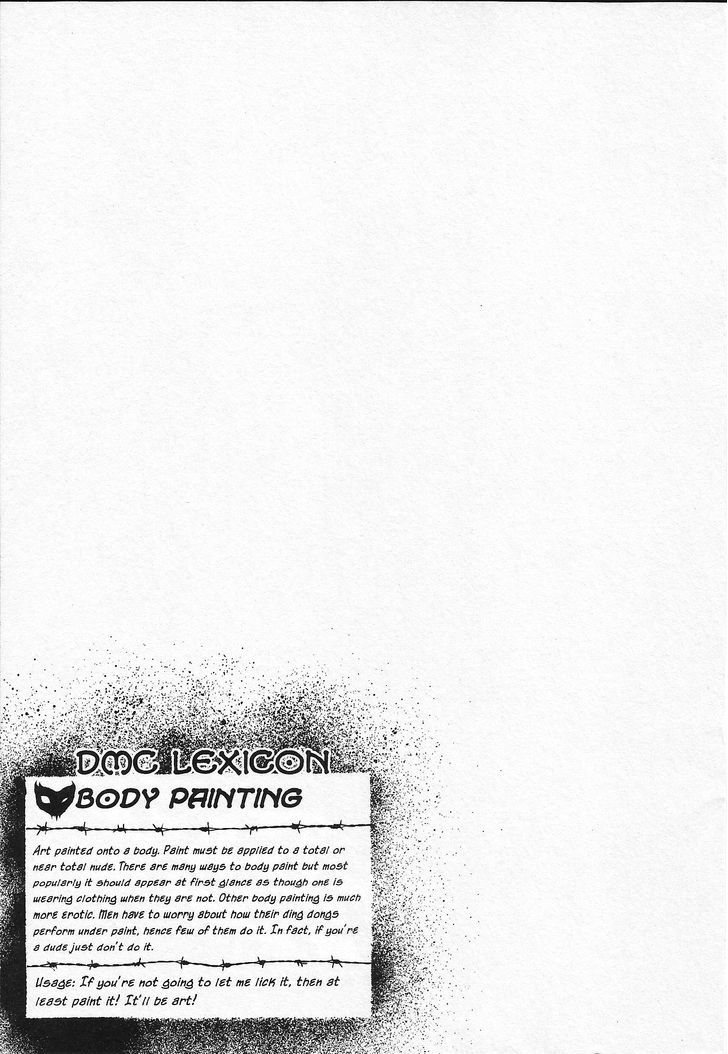 DMC LEXICON
BODY PAINTING
Art painted onto a body. Paint must be applied to a total or
near total nude. There are many ways to body paint but most
popularly it should appear at first glance as though one is
wearing clothing when they are not. Other body painting is much
more erotic. Men have to worry about how their ding dongs
perform under paint, hence few of them do it. In fact, if you're
a dude just don't do it.
Usage: If you're not going to let me lick it, then at
least paint it! It'll be art!